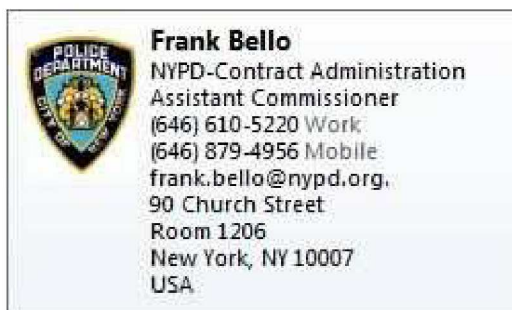 POLICE
DEPARTMENT
CITY OF
NEW YORK
Frank Bello
NYPD-Contract Administration
Assistant Commissioner
(646) 610-5220 Work
(646) 879-4956 Mobile
frank.bello@nypd.org.
90 Church Street
Room 1206
New York, NY 10007
USA